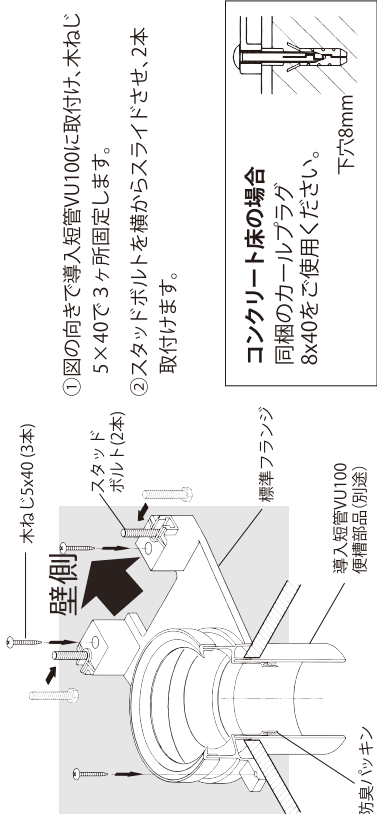 ①図の向きで導入短管VU100に取付け、木ねじ
5×40で３ヶ所固定します。
②スタッドボルトを横からスライドさせ、2本
取付けます。
コンクリート床の場合
同梱のカールプラグ
8x40をご使用ください。
下穴8mm
木ねじ5x40 (3本)
スタッド
ボルト(2本)
壁側
標準フランジ
導入短管VU100
便槽部品(別途)
防臭パッキン